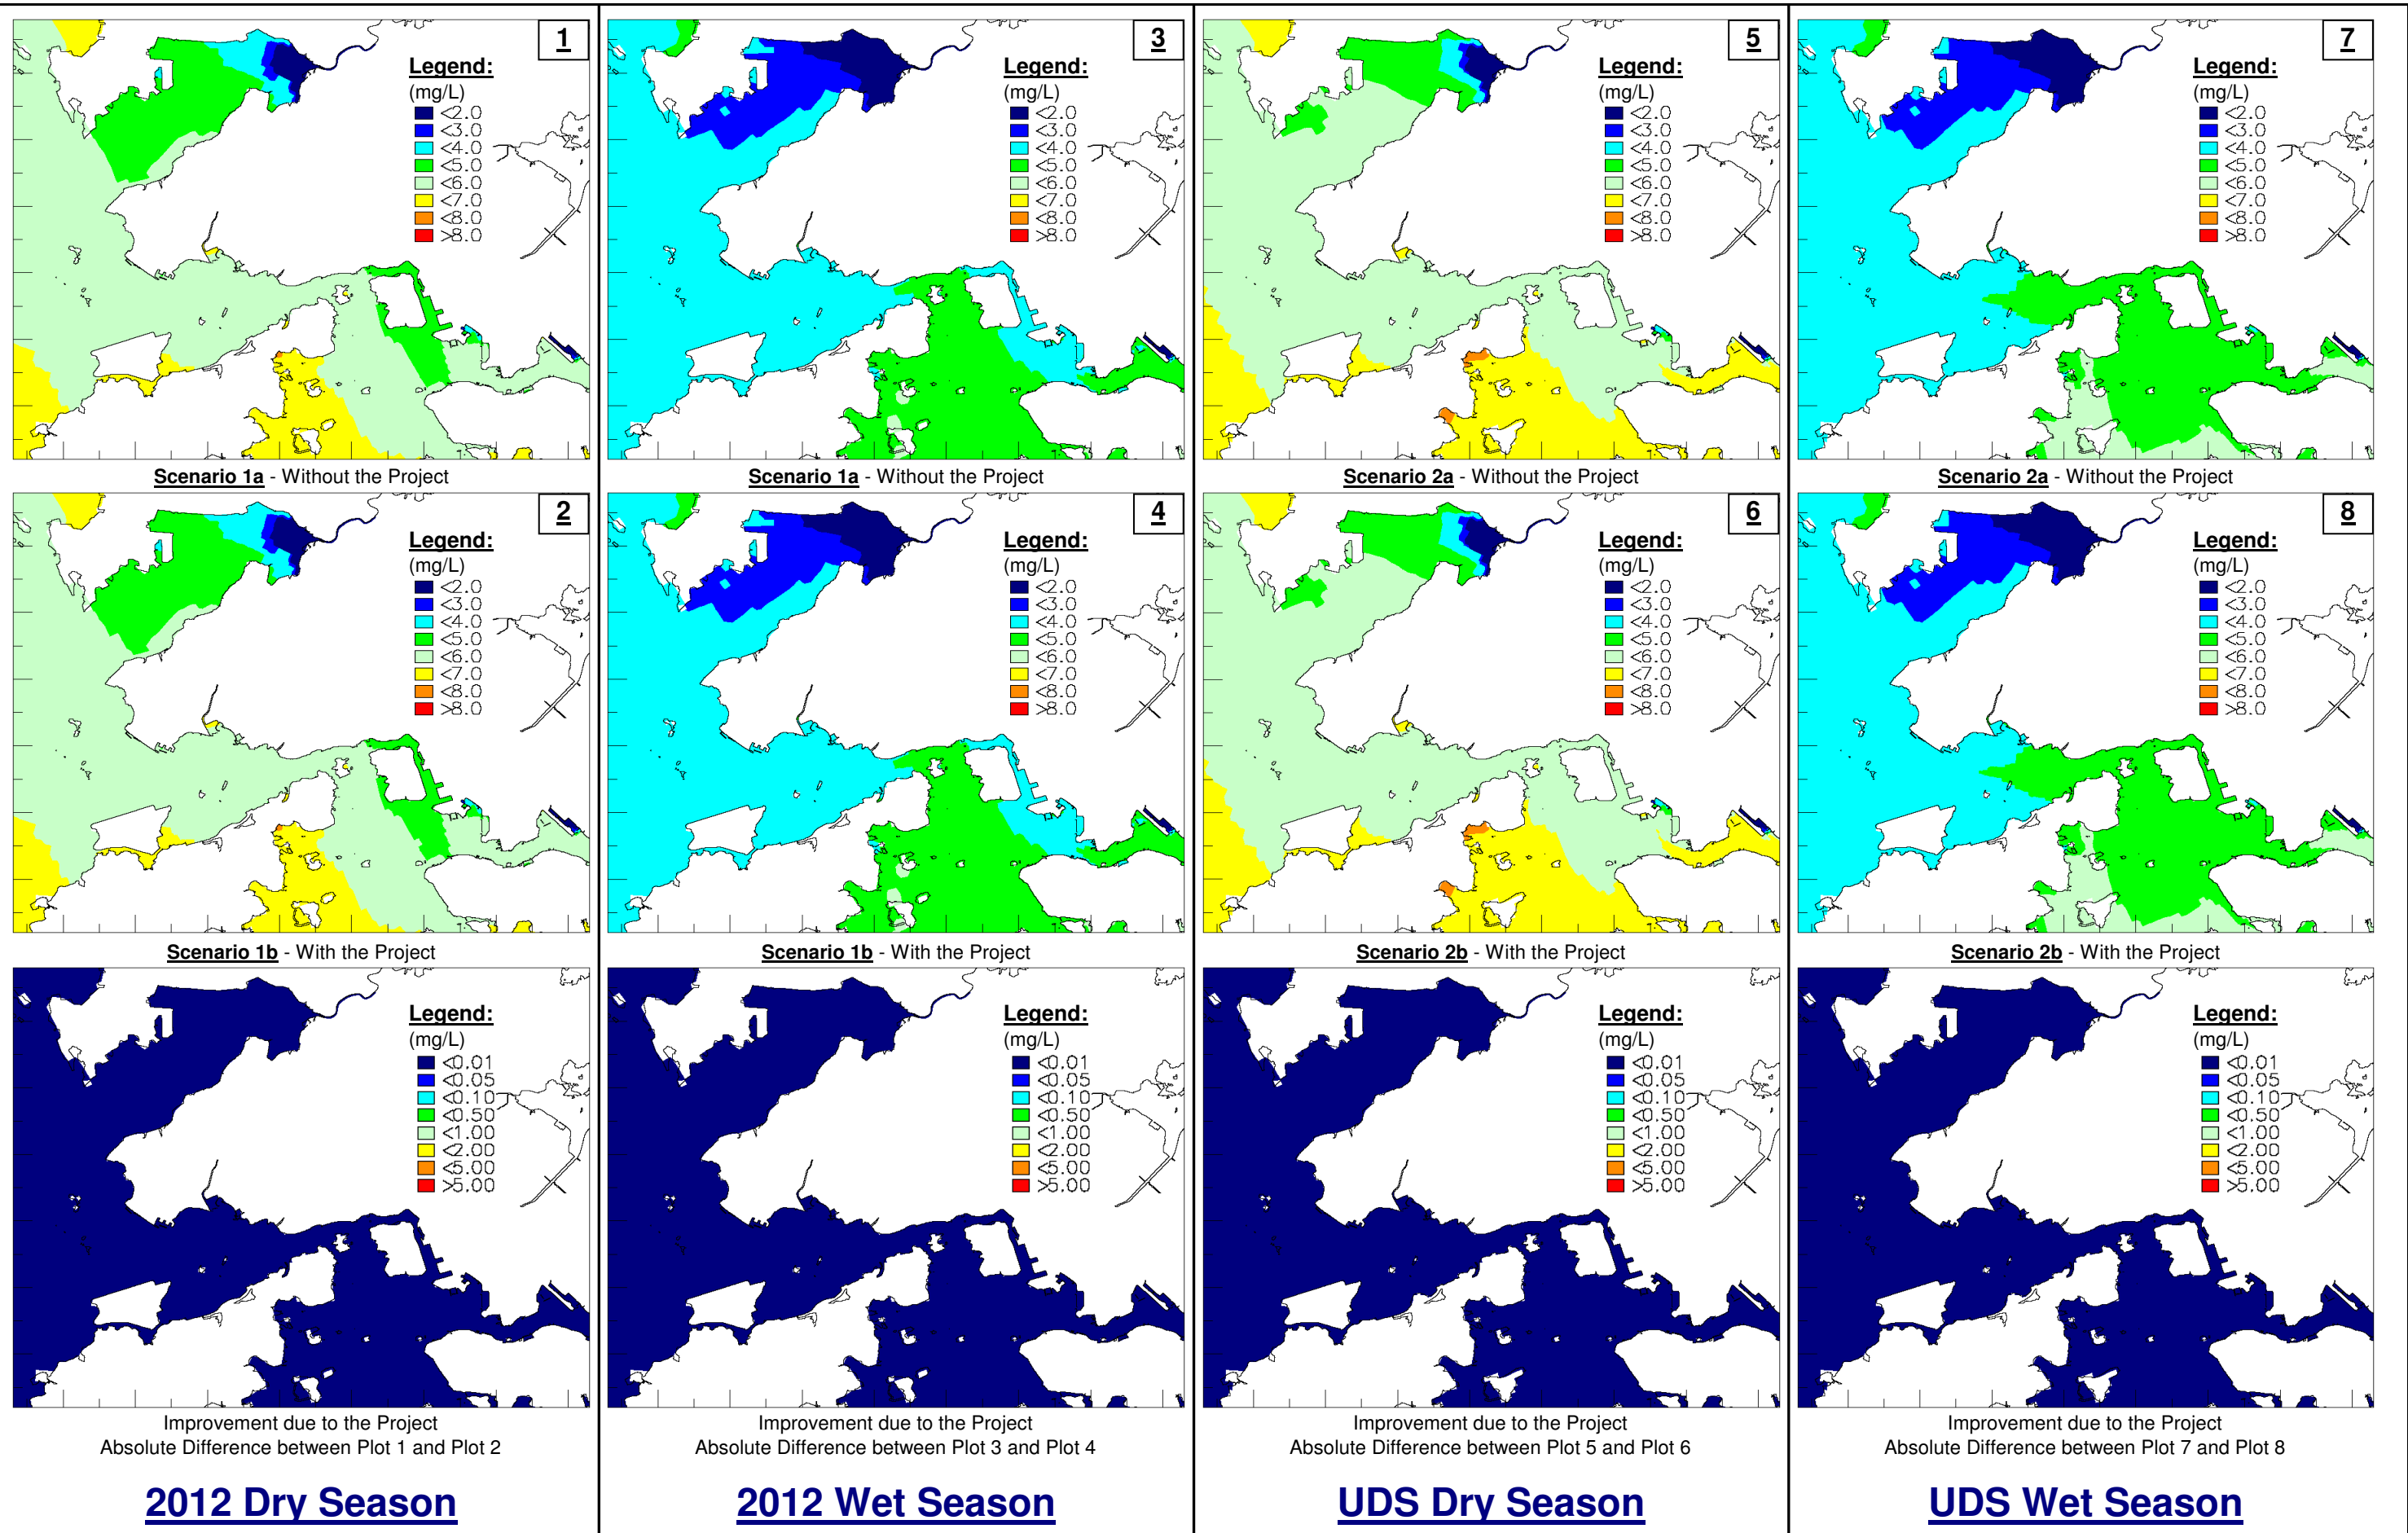 1
Legend:
(mg/L)
<2.0
<3.0
<4.0
<5.0
<6.0
<7.0
<8.0
>8.0
Scenario 1a - Without the Project
2
Legend:
(mg/L)
<2.0
<3.0
<4.0
<5.0
<6.0
<7.0
<8.0
>8.0
Scenario 1b - With the Project
Legend:
(mg/L)
<0.01
<0.05
<0.10
<0.50
<1.00
<2.00
<5.00
>5.00
Improvement due to the Project
Absolute Difference between Plot 1 and Plot 2
2012 Dry Season
3
Legend:
(mg/L)
<2.0
<3.0
<4.0
<5.0
<6.0
<7.0
<8.0
>8.0
Scenario 1a - Without the Project
4
Legend:
(mg/L)
<2.0
<3.0
<4.0
<5.0
<6.0
<7.0
<8.0
>8.0
Scenario 1b - With the Project
Legend:
(mg/L)
<0.01
<0.05
<0.10
<0.50
<1.00
<2.00
<5.00
>5.00
Improvement due to the Project
Absolute Difference between Plot 3 and Plot 4
2012 Wet Season
5
Legend:
(mg/L)
<2.0
<3.0
<4.0
<5.0
<6.0
<7.0
<8.0
>8.0
Scenario 2a - Without the Project
6
Legend:
(mg/L)
<2.0
<3.0
<4.0
<5.0
<6.0
<7.0
<8.0
>8.0
Scenario 2b - With the Project
Legend:
(mg/L)
<0.01
<0.05
<0.10
<0.50
<1.00
<2.00
<5.00
>5.00
Improvement due to the Project
Absolute Difference between Plot 5 and Plot 6
UDS Dry Season
7
Legend:
(mg/L)
<2.0
<3.0
<4.0
<5.0
<6.0
<7.0
<8.0
>8.0
Scenario 2a - Without the Project
8
Legend:
(mg/L)
<2.0
<3.0
<4.0
<5.0
<6.0
<7.0
<8.0
>8.0
Scenario 2b - With the Project
Legend:
(mg/L)
<0.01
<0.05
<0.10
<0.50
<1.00
<2.00
<5.00
>5.00
Improvement due to the Project
Absolute Difference between Plot 7 and Plot 8
UDS Wet Season